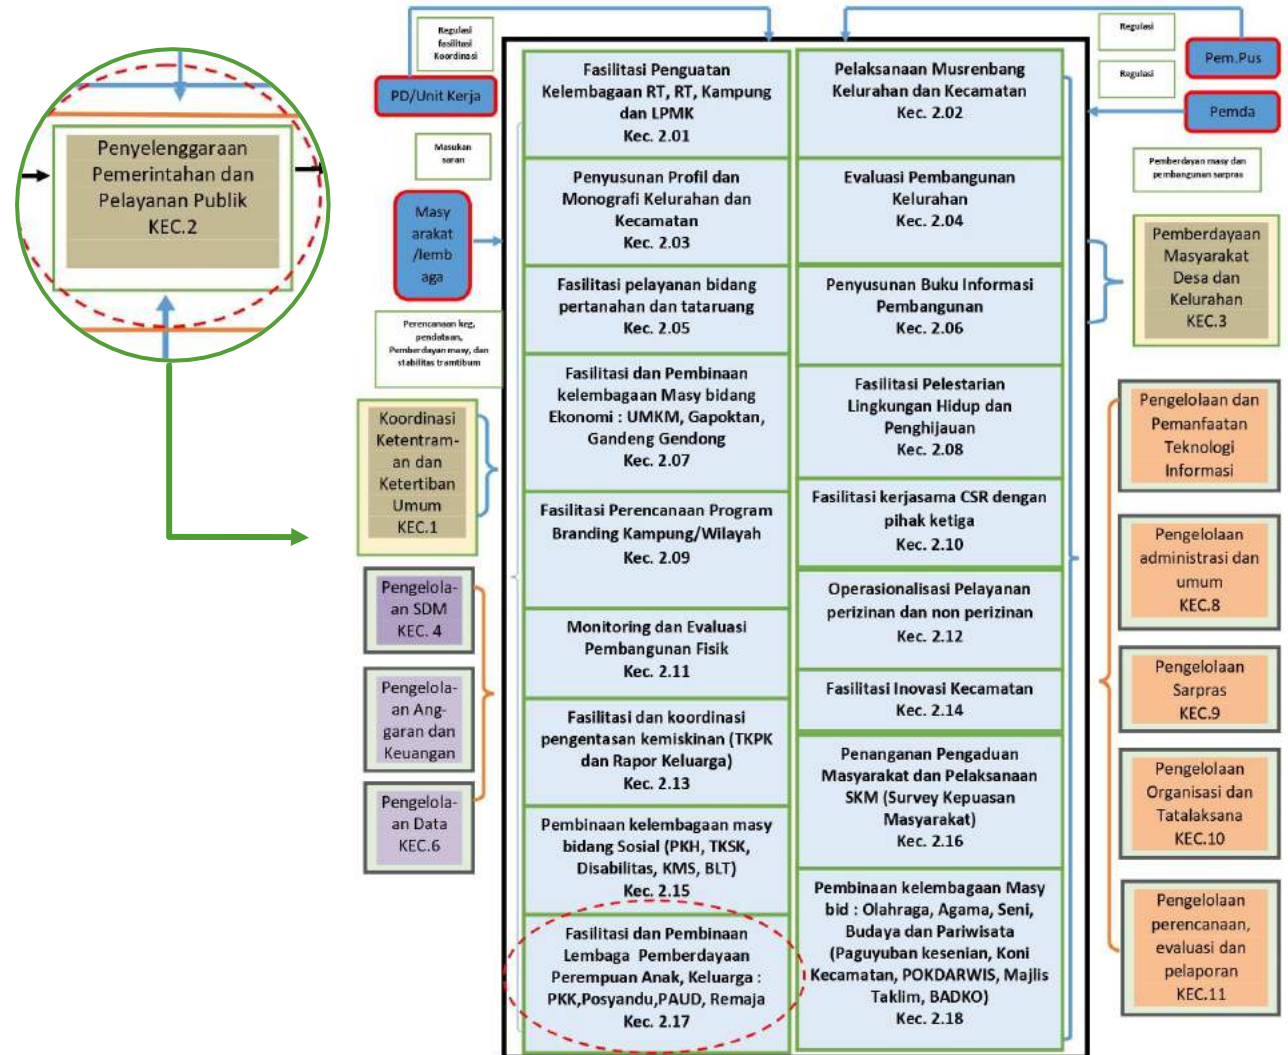 Penyelenggaraan
Pemerintahan dan
Pelayanan Publik
KEC.2
Regulasi
fasilitasi
Koordinasi
PD/Unit Kerja
Masukan
saran
Masy
arakat
/lemb
aga
Perencanaan keg,
pendataan,
Pemberdayan masy, dan
stabilitas tramtibum
Koordinasi
Ketentram-
an dan
Ketertiban
Umum
KEC.1
Pengelola-
an SDM
KEC. 4
Pengelola-
an Ang-
garan dan
Keuangan
Pengelola-
an Data
KEC.6
Fasilitasi Penguatan
Kelembagaan RT, RT, Kampung
dan LPMK
Kec. 2.01
Penyusunan Profil dan
Monografi Kelurahan dan
Kecamatan
Kec. 2.03
Fasilitasi pelayanan bidang
pertanahan dan tataruang
Kec. 2.05
Fasilitasi dan Pembinaan
kelembagaan Masy bidang
Ekonomi : UMKM, Gapoktan,
Gandeng Gendong
Kec. 2.07
Fasilitasi Perencanaan Program
Branding Kampung/Wilayah
Kec. 2.09
Monitoring dan Evaluasi
Pembangunan Fisik
Kec. 2.11
Fasilitasi dan koordinasi
pengentasan kemiskinan (TKPK
dan Rapor Keluarga)
Kec. 2.13
Pembinaan kelembagaan masy
bidang Sosial (PKH, TKSK,
Disabilitas, KMS, BLT)
Kec. 2.15
Fasilitasi dan Pembinaan
Lembaga Pemberdayaan
Perempuan Anak, Keluarga :
PKK,Posyandu,PAUD, Remaja
Kec. 2.17
Pelaksanaan Musrenbang
Kelurahan dan Kecamatan
Kec. 2.02
Evaluasi Pembangunan
Kelurahan
Kec. 2.04
Penyusunan Buku Informasi
Pembangunan
Kec. 2.06
Fasilitasi Pelestarian
Lingkungan Hidup dan
Penghijauan
Kec. 2.08
Fasilitasi kerjasama CSR dengan
pihak ketiga
Kec. 2.10
Operasionalisasi Pelayanan
perizinan dan non perizinan
Kec. 2.12
Fasilitasi Inovasi Kecamatan
Kec. 2.14
Penanganan Pengaduan
Masyarakat dan Pelaksanaan
SKM (Survey Kepuasan
Masyarakat)
Kec. 2.16
Pembinaan kelembagaan Masy
bid : Olahraga, Agama, Seni,
Budaya dan Pariwisata
(Paguyuban kesenian, Koni
Kecamatan, POKDARWIS, Majlis
Taklim, BADKO)
Kec. 2.18
Regulasi
Pem.Pus
Regulasi
Pemda
Pemberdayan masy dan
pembangunan sarpras
Pemberdayaan
Masyarakat
Desa dan
Kelurahan
KEC.3
Pengelolaan dan
Pemanfaatan
Teknologi
Informasi
Pengelolaan
administrasi dan
umum
KEC.8
Pengelolaan
Sarpras
KEC.9
Pengelolaan
Organisasi dan
Tatalaksana
KEC.10
Pengelolaan
perencanaan,
evaluasi dan
pelaporan
KEC.11